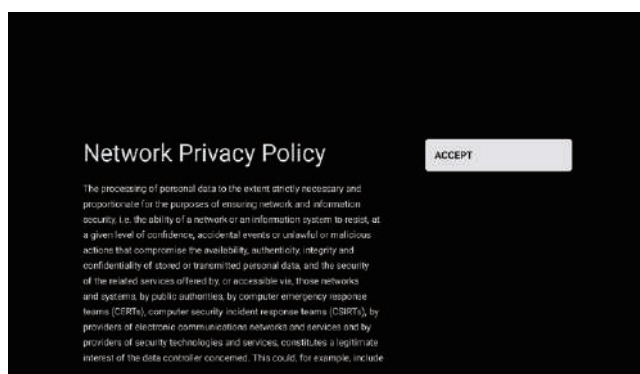 Network Privacy Policy
ACCEPT
The processing of personal data to the extent strictly necessary and
proportionate for the purposes of ensuring network and information
security, i.e. the ability of a network or an information system to resist, at
a given level of confidence, accidental events or unlawful or malicious
actions that compromise the availability, authenticity, integrity and
confidentiality of stored or transmitted personal data, and the security
of the related services offered by, or accessible via, those networks
and systems, by public authorities, by computer emergency response
teams (CERTs), computer security incident response teams (CSIRTs), by
providers of electronic communications networks and services and by
providers of security technologies and services, constitutes a legitimate
interest of the data controller concerned. This could, for example, include